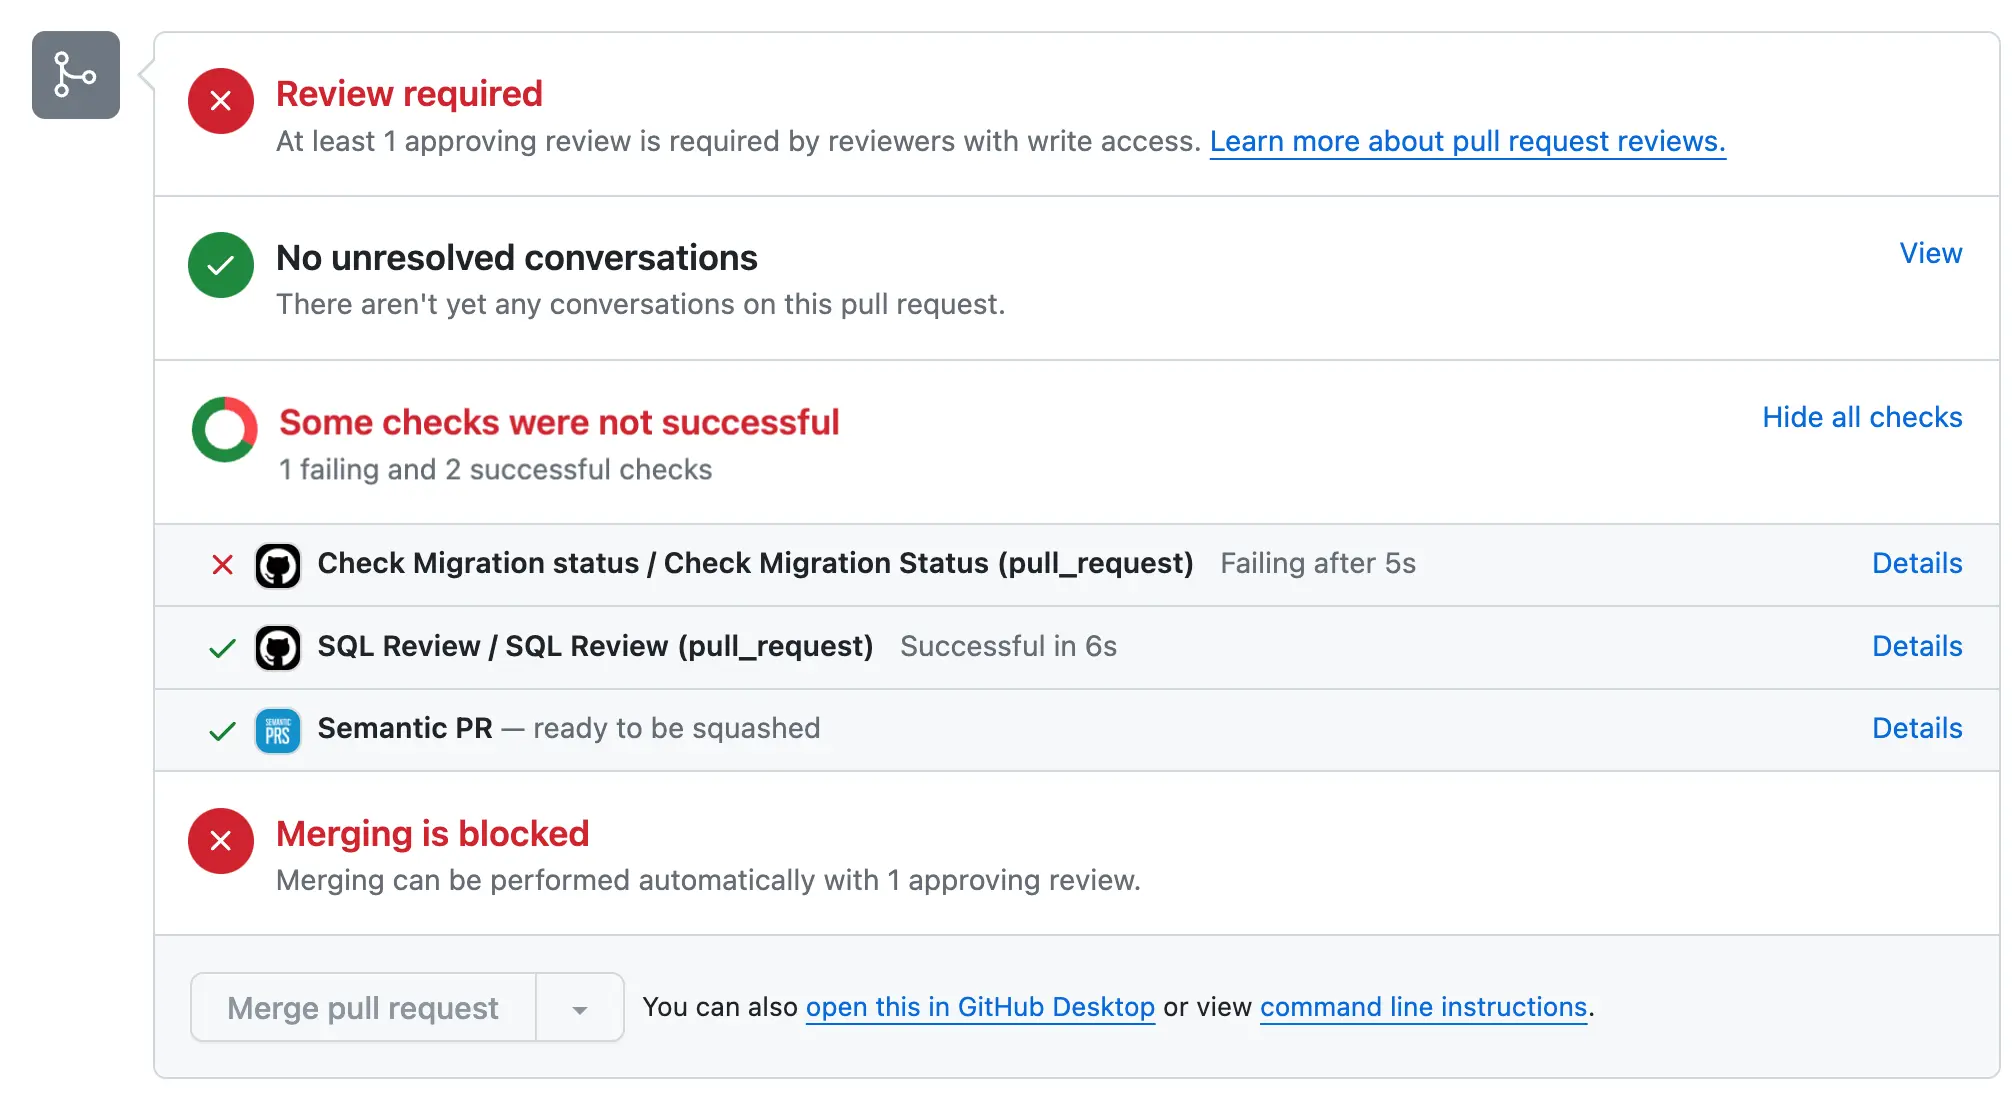 Review required
At least 1 approving review is required by reviewers with write access. Learn more about pull request reviews.
No unresolved conversations
View
There aren't yet any conversations on this pull request.
Some checks were not successful
Hide all checks
1 failing and 2 successful checks
Check Migration status / Check Migration Status (pull_request) Failing after 5s
Details
SQL Review / SQL Review (pull_request) Successful in 6s
Details
SEMANTIC
PRS
Semantic PR — ready to be squashed
Details
Merging is blocked
Merging can be performed automatically with 1 approving review.
Merge pull request
You can also open this in GitHub Desktop or view command line instructions.